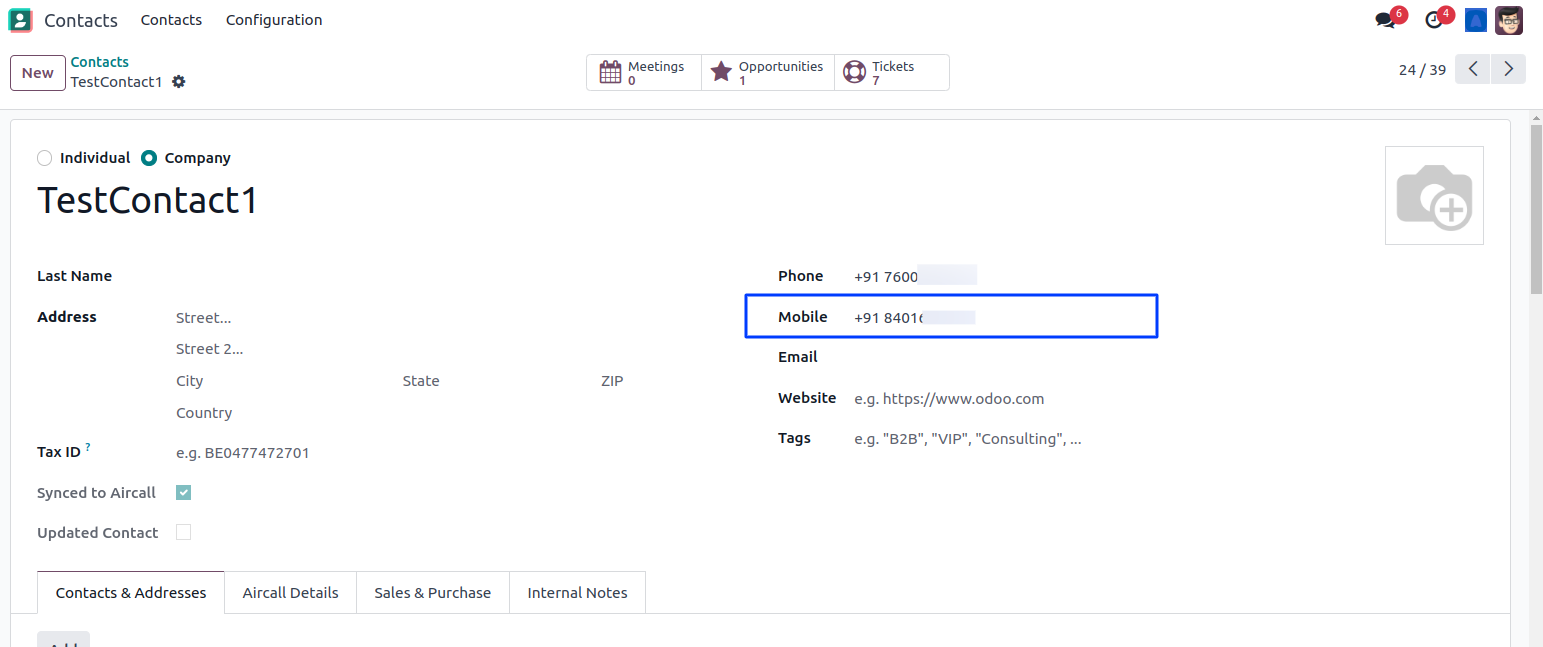 Contacts Contacts Configuration 6 4
New Contacts
TestContact1
Meetings 0
Opportunities 1
Tickets 7
24 / 39
Individual Company
TestContact1
Last Name
Address Street...
Street 2...
City State ZIP
Country
Tax ID ? e.g. BE0477472701
Synced to Aircall
Updated Contact
Phone +91 7600
Mobile +91 8401
Email
Website e.g. https://www.odoo.com
Tags e.g. "B2B", "VIP", "Consulting", ...
Contacts & Addresses Aircall Details Sales & Purchase Internal Notes